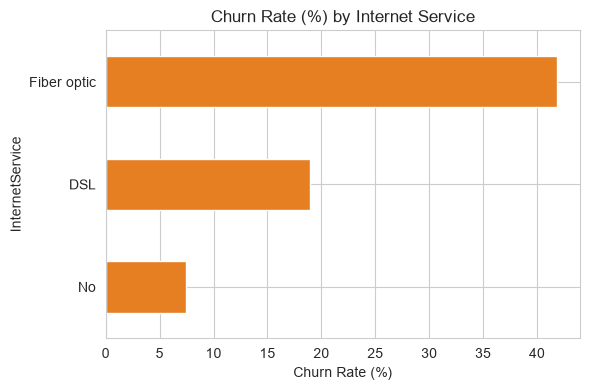 Churn Rate (%) by Internet Service
InternetService
Fiber optic
DSL
No
0 5 10 15 20 25 30 35 40
Churn Rate (%)